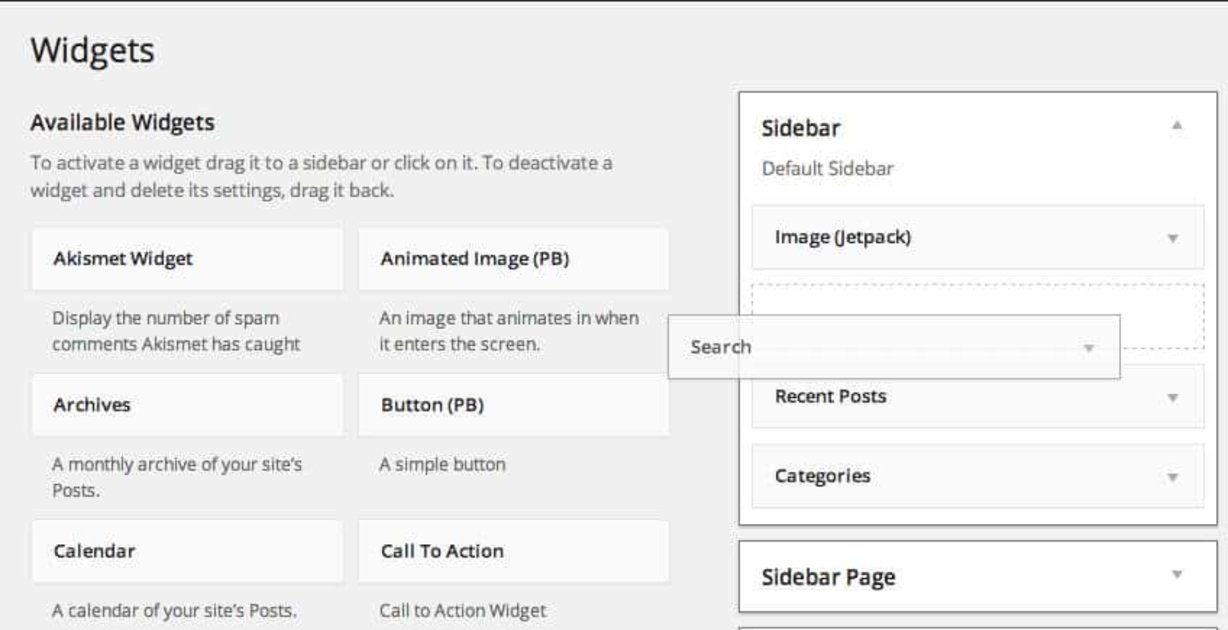 Widgets
Available Widgets
To activate a widget drag it to a sidebar or click on it. To deactivate a
widget and delete its settings, drag it back.
Akismet Widget
Display the number of spam
comments Akismet has caught
Animated Image (PB)
An image that animates in when
it enters the screen.
Archives
A monthly archive of your site's
Posts.
Button (PB)
A simple button
Calendar
A calendar of your site's Posts.
Call To Action
Call to Action Widget
Sidebar
Default Sidebar
Image (Jetpack)
Search
Recent Posts
Categories
Sidebar Page